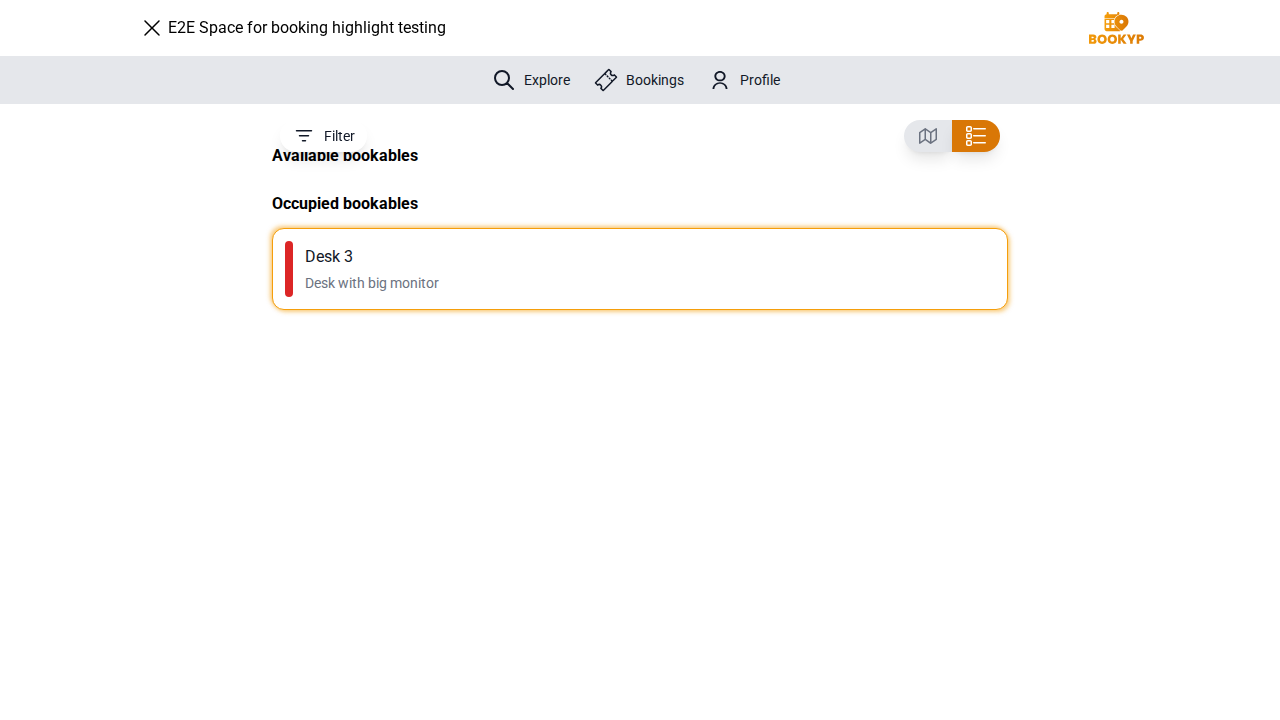 E2E Space for booking highlight testing
BOOKYP
Explore
Bookings
Profile
Filter
Available bookables
Occupied bookables
Desk 3
Desk with big monitor